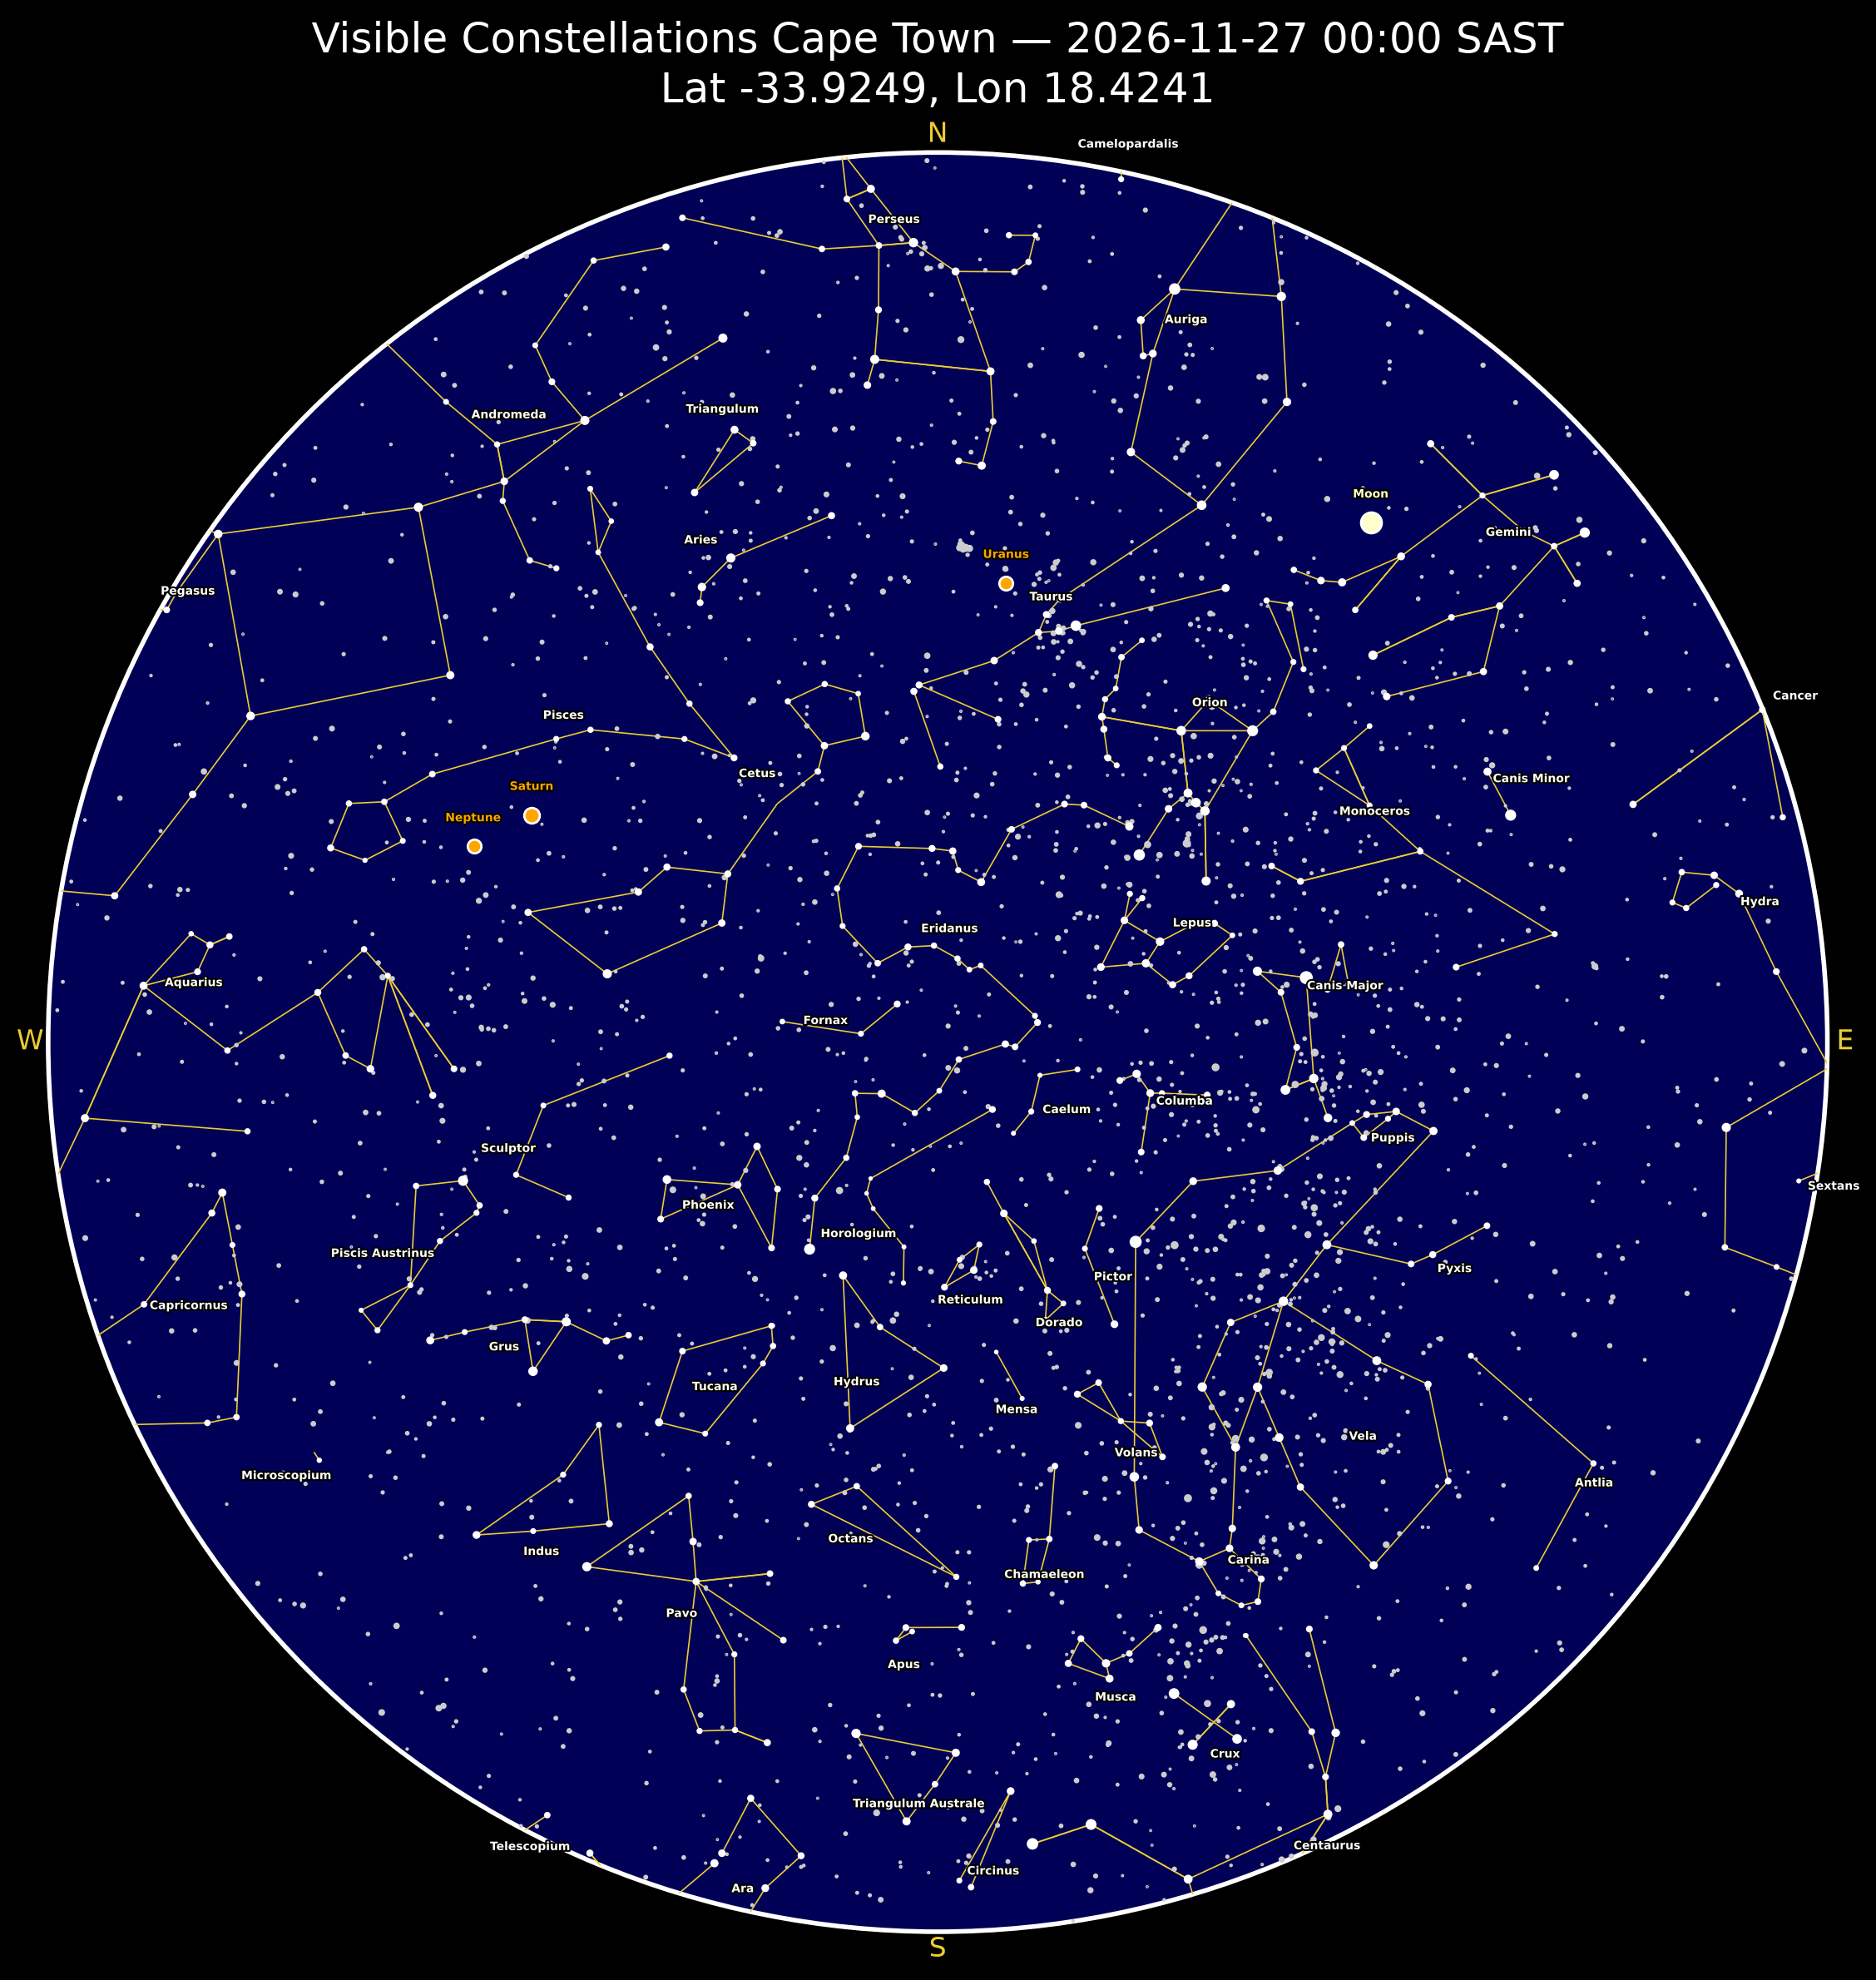 Visible Constellations Cape Town — 2026-11-27 00:00 SAST
Lat -33.9249, Lon 18.4241
N
Camelopardalis
Perseus
Auriga
Triangulum
Andromeda
Moon
Gemini
Aries
Uranus
Pegasus
Taurus
Cancer
Orion
Pisces
Cetus
Canis Minor
Saturn
Monoceros
Neptune
Hydra
Lepus
Eridanus
Aquarius
Canis Major
Fornax
W
E
Columba
Caelum
Puppis
Sculptor
Sextans
Phoenix
Horologium
Piscis Austrinus
Pyxis
Pictor
Reticulum
Capricornus
Dorado
Grus
Hydrus
Tucana
Mensa
Vela
Volans
Microscopium
Antlia
Octans
Indus
Carina
Chamaeleon
Pavo
Apus
Musca
Crux
Triangulum Australe
Centaurus
Telescopium
Circinus
Ara
S